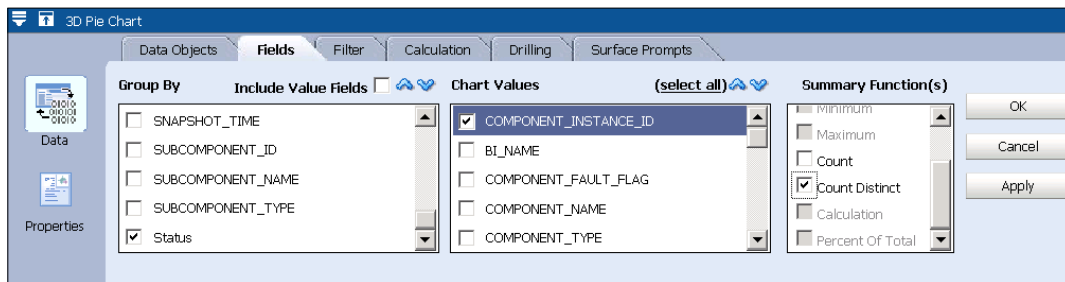 3D Pie Chart
Data Objects Fields Filter Calculation Drilling Surface Prompts
Group By Include Value Fields Chart Values (select all) Summary Function(s)
SNAPSHOT_TIME COMPONENT_INSTANCE_ID Minimum OK
SUBCOMPONENT_ID BI_NAME Maximum
Data Count Cancel
SUBCOMPONENT_NAME COMPONENT_FAULT_FLAG Count Distinct Apply
SUBCOMPONENT_TYPE COMPONENT_NAME Calculation
Properties Status COMPONENT_TYPE Percent Of Total